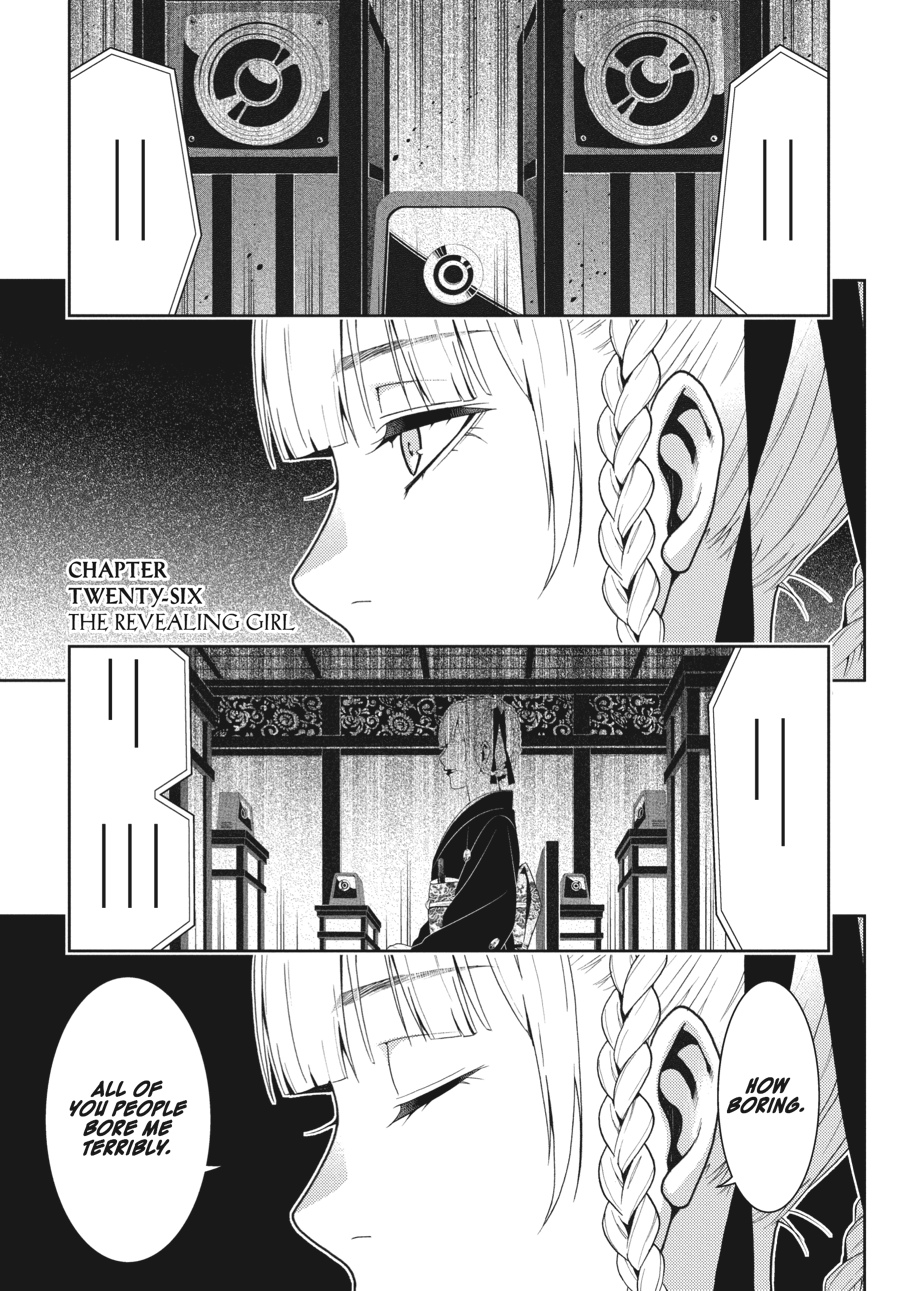 CHAPTER
TWENTY-SIX
THE REVEALING GIRL
HOW
BORING.
ALL OF
YOU PEOPLE
BORE ME
TERRIBLY.